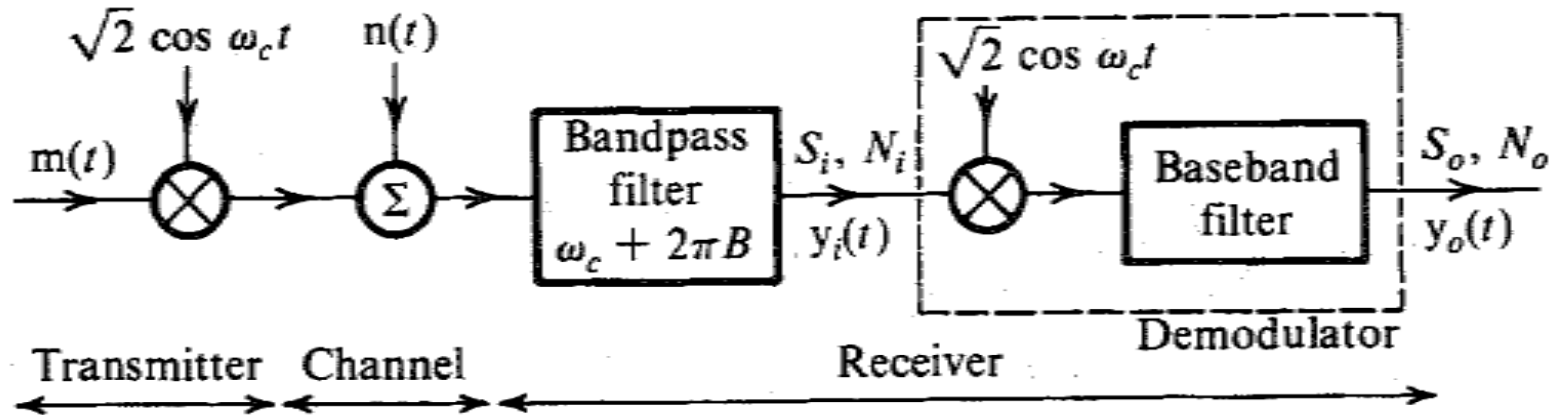 √2 cos ω_c t
n(t)
√2 cos ω_c t
m(t)
Σ
Bandpass
filter
ω_c + 2πB
S_i, N_i
y_i(t)
Baseband
filter
S_o, N_o
y_o(t)
Demodulator
Transmitter
Channel
Receiver